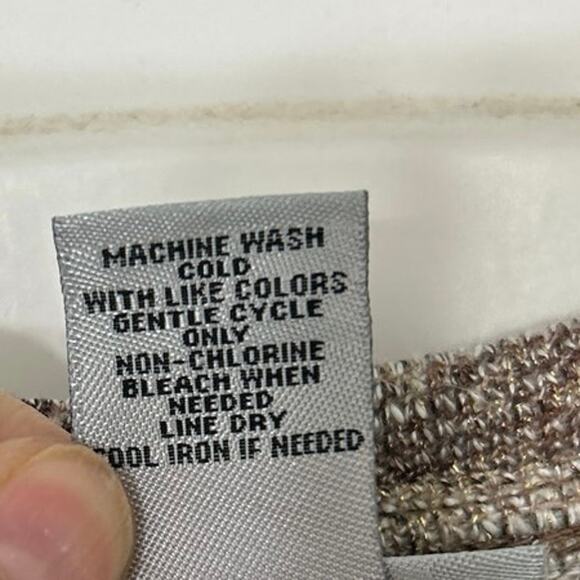 MACHINE WASH
COLD
WITH LIKE COLORS
GENTLE CYCLE
ONLY
NON-CHLORINE
BLEACH WHEN
NEEDED
LINE DRY
COOL IRON IF NEEDED